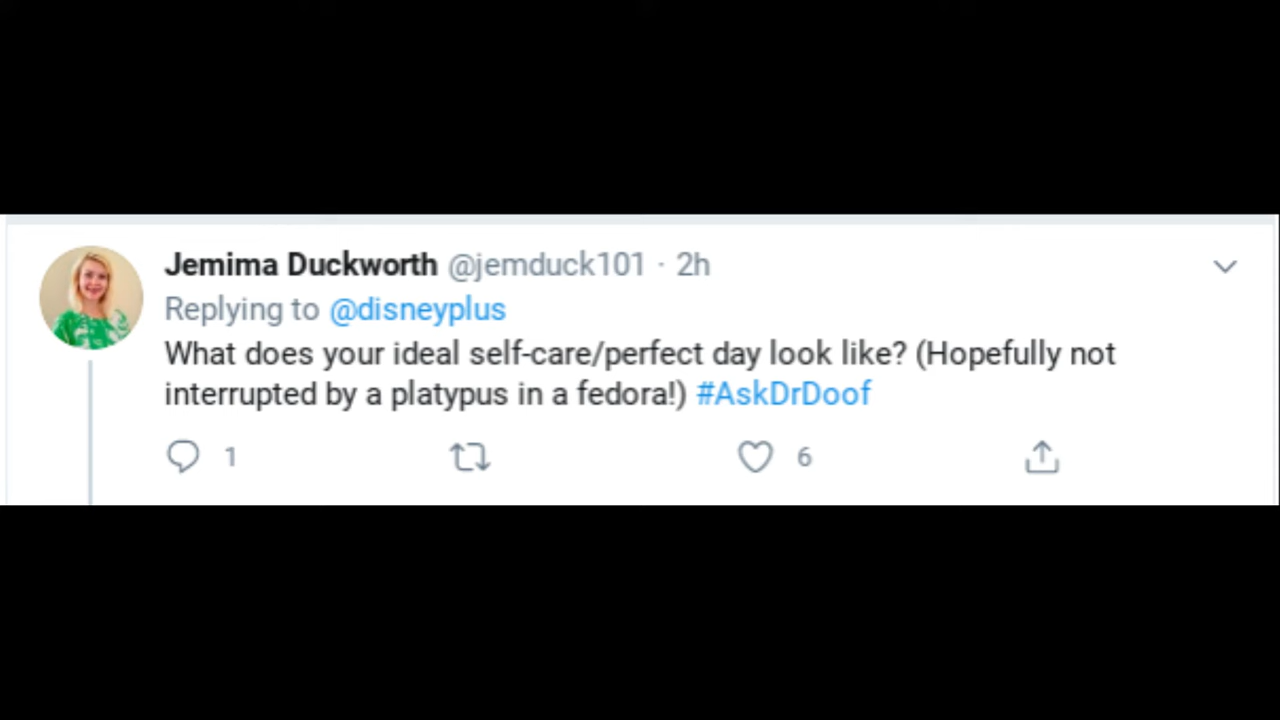 Jemima Duckworth @jemduck101 · 2h
Replying to @disneyplus
What does your ideal self-care/perfect day look like? (Hopefully not
interrupted by a platypus in a fedora!) #AskDrDoof
1 6